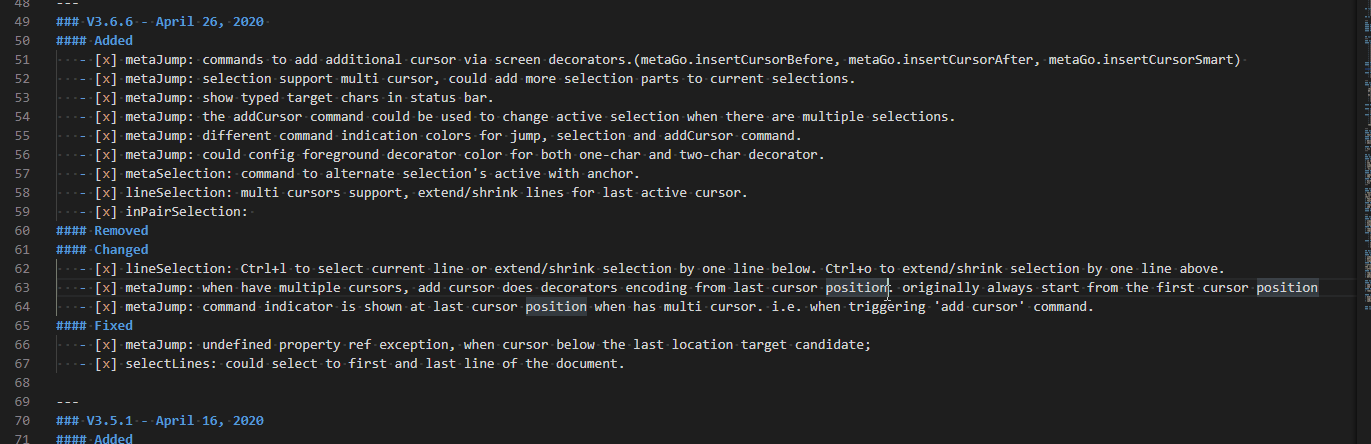 48 ---
49 ### V3.6.6 - April 26, 2020
50 #### Added
51 - [x] metaJump: commands to add additional cursor via screen decorators.(metaGo.insertCursorBefore, metaGo.insertCursorAfter, metaGo.insertCursorSmart)
52 - [x] metaJump: selection support multi cursor, could add more selection parts to current selections.
53 - [x] metaJump: show typed target chars in status bar.
54 - [x] metaJump: the addCursor command could be used to change active selection when there are multiple selections.
55 - [x] metaJump: different command indication colors for jump, selection and addCursor command.
56 - [x] metaJump: could config foreground decorator color for both one-char and two-char decorator.
57 - [x] metaSelection: command to alternate selection's active with anchor.
58 - [x] lineSelection: multi cursors support, extend/shrink lines for last active cursor.
59 - [x] inPairSelection:
60 #### Removed
61 #### Changed
62 - [x] lineSelection: Ctrl+l to select current line or extend/shrink selection by one line below. Ctrl+o to extend/shrink selection by one line above.
63 - [x] metaJump: when have multiple cursors, add cursor does decorators encoding from last cursor position. originally always start from the first cursor position
64 - [x] metaJump: command indicator is shown at last cursor position when has multi cursor. i.e. when triggering 'add cursor' command.
65 #### Fixed
66 - [x] metaJump: undefined property ref exception, when cursor below the last location target candidate;
67 - [x] selectLines: could select to first and last line of the document.
68
69 ---
70 ### V3.5.1 - April 16, 2020
71 #### Added